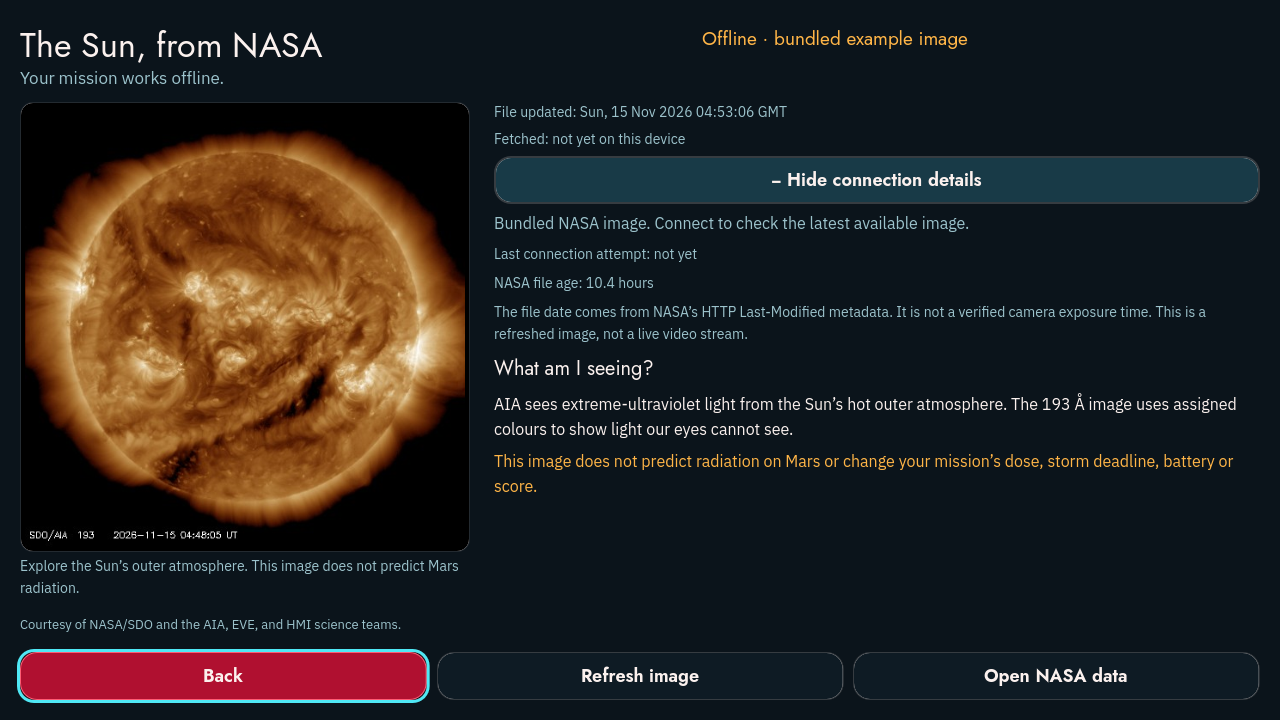 The Sun, from NASA
Your mission works offline.
Offline · bundled example image
SDO/AIA 193 2026-11-15 04:48:05 UT
Explore the Sun's outer atmosphere. This image does not predict Mars
radiation.
Courtesy of NASA/SDO and the AIA, EVE, and HMI science teams.
File updated: Sun, 15 Nov 2026 04:53:06 GMT
Fetched: not yet on this device
– Hide connection details
Bundled NASA image. Connect to check the latest available image.
Last connection attempt: not yet
NASA file age: 10.4 hours
The file date comes from NASA’s HTTP Last-Modified metadata. It is not a verified camera exposure time. This is a
refreshed image, not a live video stream.
What am I seeing?
AIA sees extreme-ultraviolet light from the Sun’s hot outer atmosphere. The 193 Å image uses assigned
colours to show light our eyes cannot see.
This image does not predict radiation on Mars or change your mission’s dose, storm deadline, battery or
score.
Back
Refresh image
Open NASA data